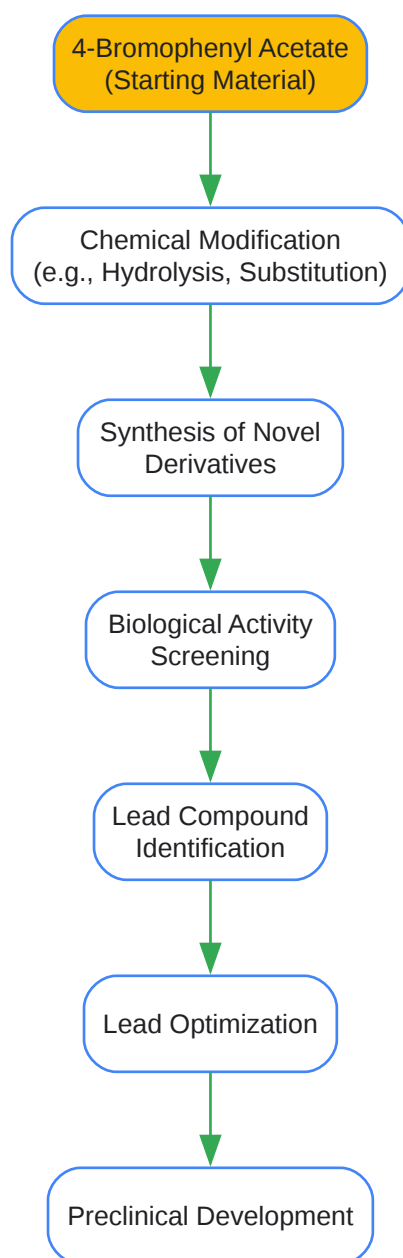 4-Bromophenyl Acetate
(Starting Material)
Chemical Modification
(e.g., Hydrolysis, Substitution)
Synthesis of Novel
Derivatives
Biological Activity
Screening
Lead Compound
Identification
Lead Optimization
Preclinical Development